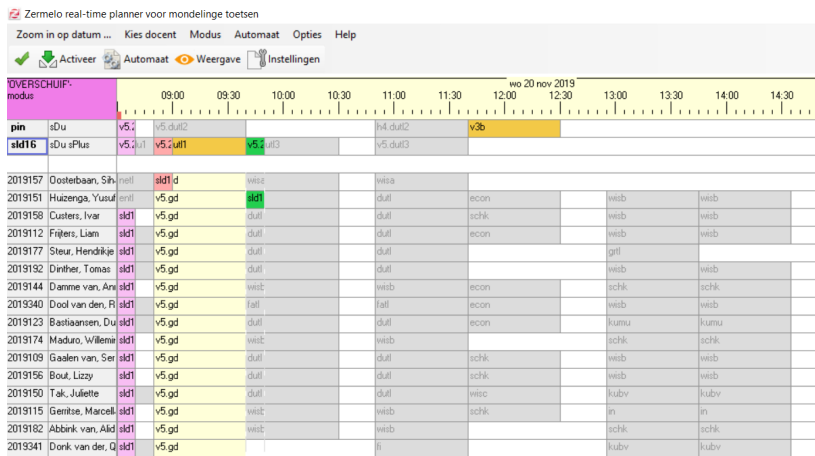 Zermelo real-time planner voor mondelinge toetsen
Zoom in op datum ... Kies docent Modus Automaat Opties Help
Activeer Automaat Weergave Instellingen
'OVERSCHUIF'- wo 20 nov 2019
modus 09:00 09:30 10:00 10:30 11:00 11:30 12:00 12:30 13:00 13:30 14:00 14:30
pin sDu v5.2 v5.dutl2 h4.dutl2 v3b
sld16 sDu sPlus v5.2 u1 v5.2 utl1 v5.2 utl3 v5.dutl3
2019157 Oosterbaan, Sih netl sld1 d wisa wisa
2019151 Huizenga, Yusuf entl v5.gd sld1 dutl econ wisb wisb
2019158 Custers, Ivar sld1 v5.gd dutl dutl schk wisb wisb
2019112 Frijters, Liam sld1 v5.gd dutl dutl econ wisb wisb
2019177 Steur, Hendrikje sld1 v5.gd dutl dutl grtl
2019192 Dinther, Tomas sld1 v5.gd dutl dutl wisb wisb
2019144 Damme van, Ann sld1 v5.gd wisb wisb econ schk schk
2019340 Dool van den, R sld1 v5.gd fatl fatl econ wisb wisb
2019123 Bastiaansen, Du sld1 v5.gd dutl dutl econ kumu kumu
2019174 Maduro, Willemin sld1 v5.gd wisb wisb schk schk
2019109 Gaalen van, Ser sld1 v5.gd dutl dutl schk wisb wisb
2019156 Bout, Lizzy sld1 v5.gd dutl dutl schk wisb wisb
2019150 Tak, Juliette sld1 v5.gd dutl dutl wisc kubv kubv
2019115 Gerritse, Marcell sld1 v5.gd wisb wisb schk in in
2019182 Abbink van, Alid sld1 v5.gd wisb wisb schk schk
2019341 Donk van der, Q sld1 v5.gd fi kubv kubv